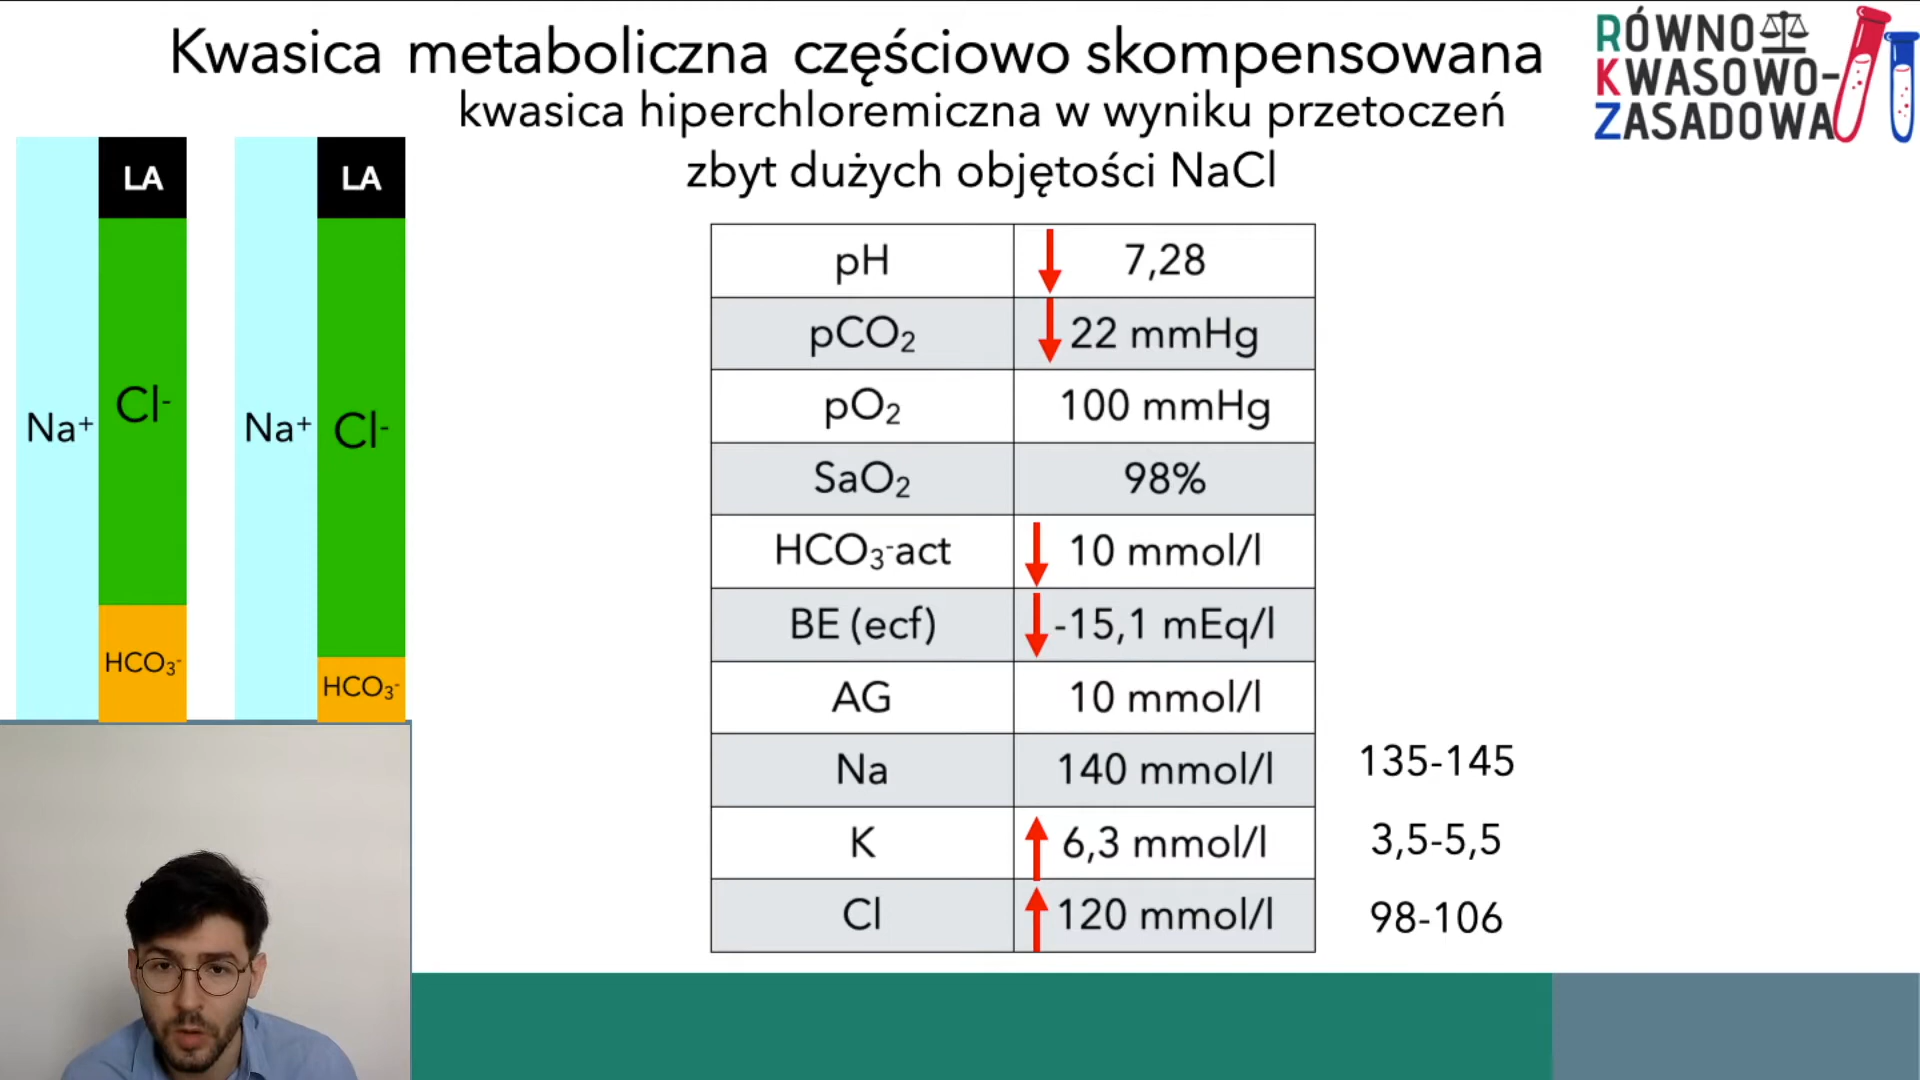 Kwasica metaboliczna częściowo skompensowana
kwasica hiperchloremiczna w wyniku przetoczeń
zbyt dużych objętości NaCl
RÓWNO
KWASOWO-
ZASADOWA
LA
LA
Na⁺
Cl⁻
Na⁺
Cl⁻
HCO₃⁻
HCO₃⁻
pH 7,28
pCO₂ 22 mmHg
pO₂ 100 mmHg
SaO₂ 98%
HCO₃⁻act 10 mmol/l
BE (ecf) -15,1 mEq/l
AG 10 mmol/l
Na 140 mmol/l 135-145
K 6,3 mmol/l 3,5-5,5
Cl 120 mmol/l 98-106